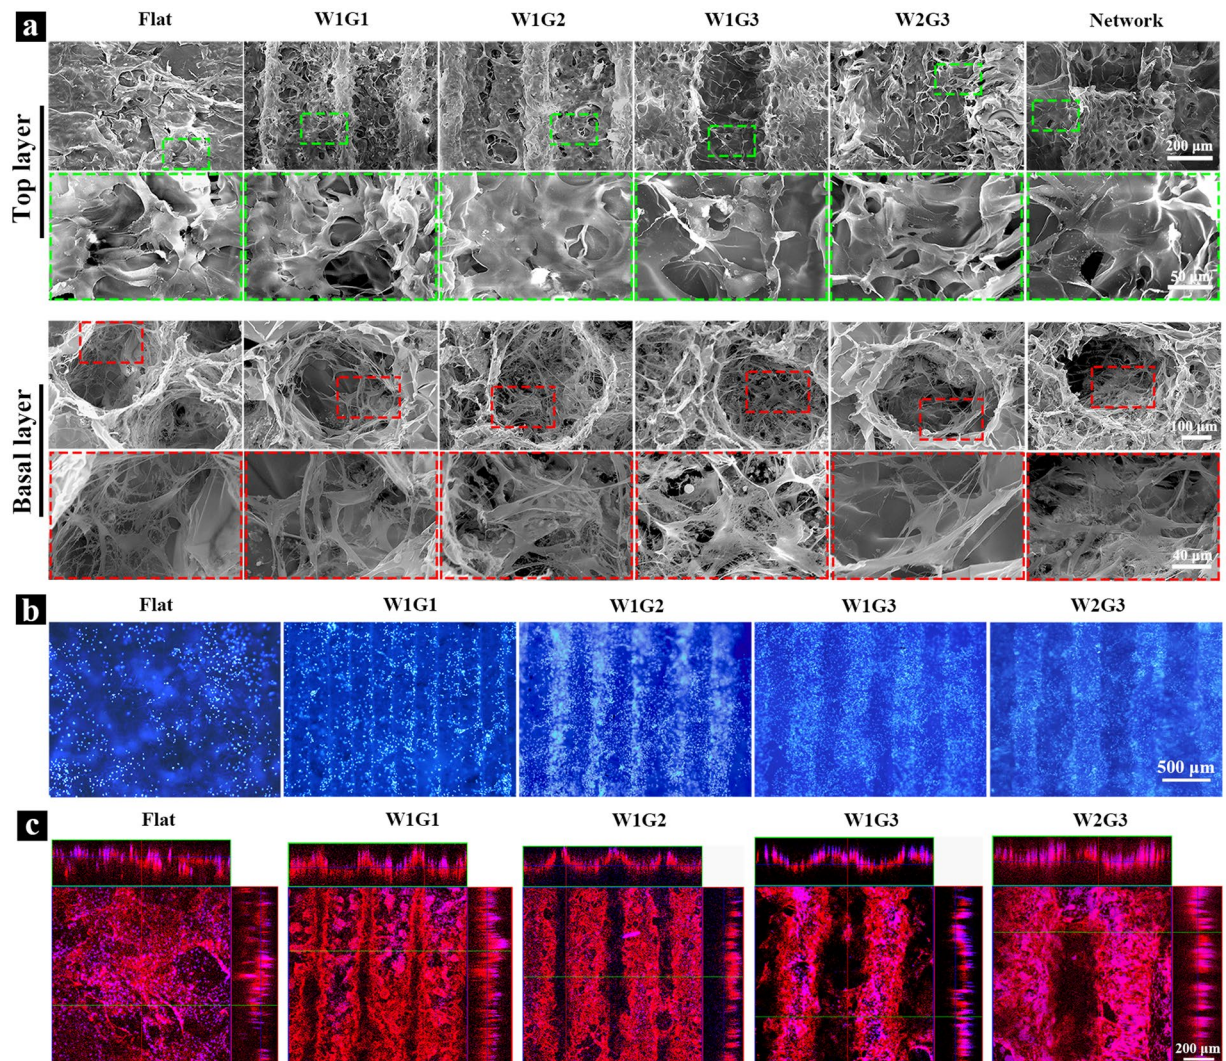 a
Flat W1G1 W1G2 W1G3 W2G3 Network
Top layer
200 µm
50 µm
Basal layer
100 µm
40 µm
b
Flat W1G1 W1G2 W1G3 W2G3
500 µm
c
Flat W1G1 W1G2 W1G3 W2G3
200 µm